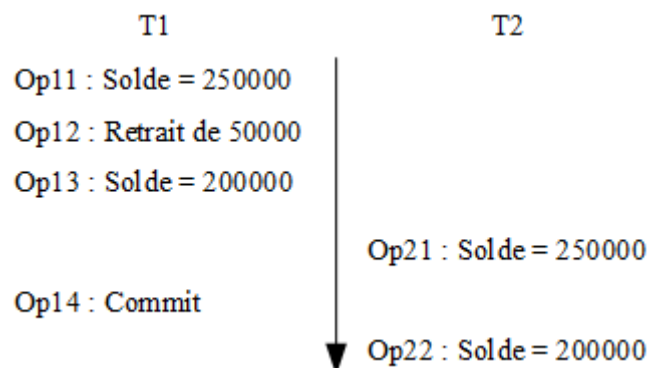 T1 T2
Op11 : Solde = 250000
Op12 : Retrait de 50000
Op13 : Solde = 200000
Op21 : Solde = 250000
Op14 : Commit
Op22 : Solde = 200000